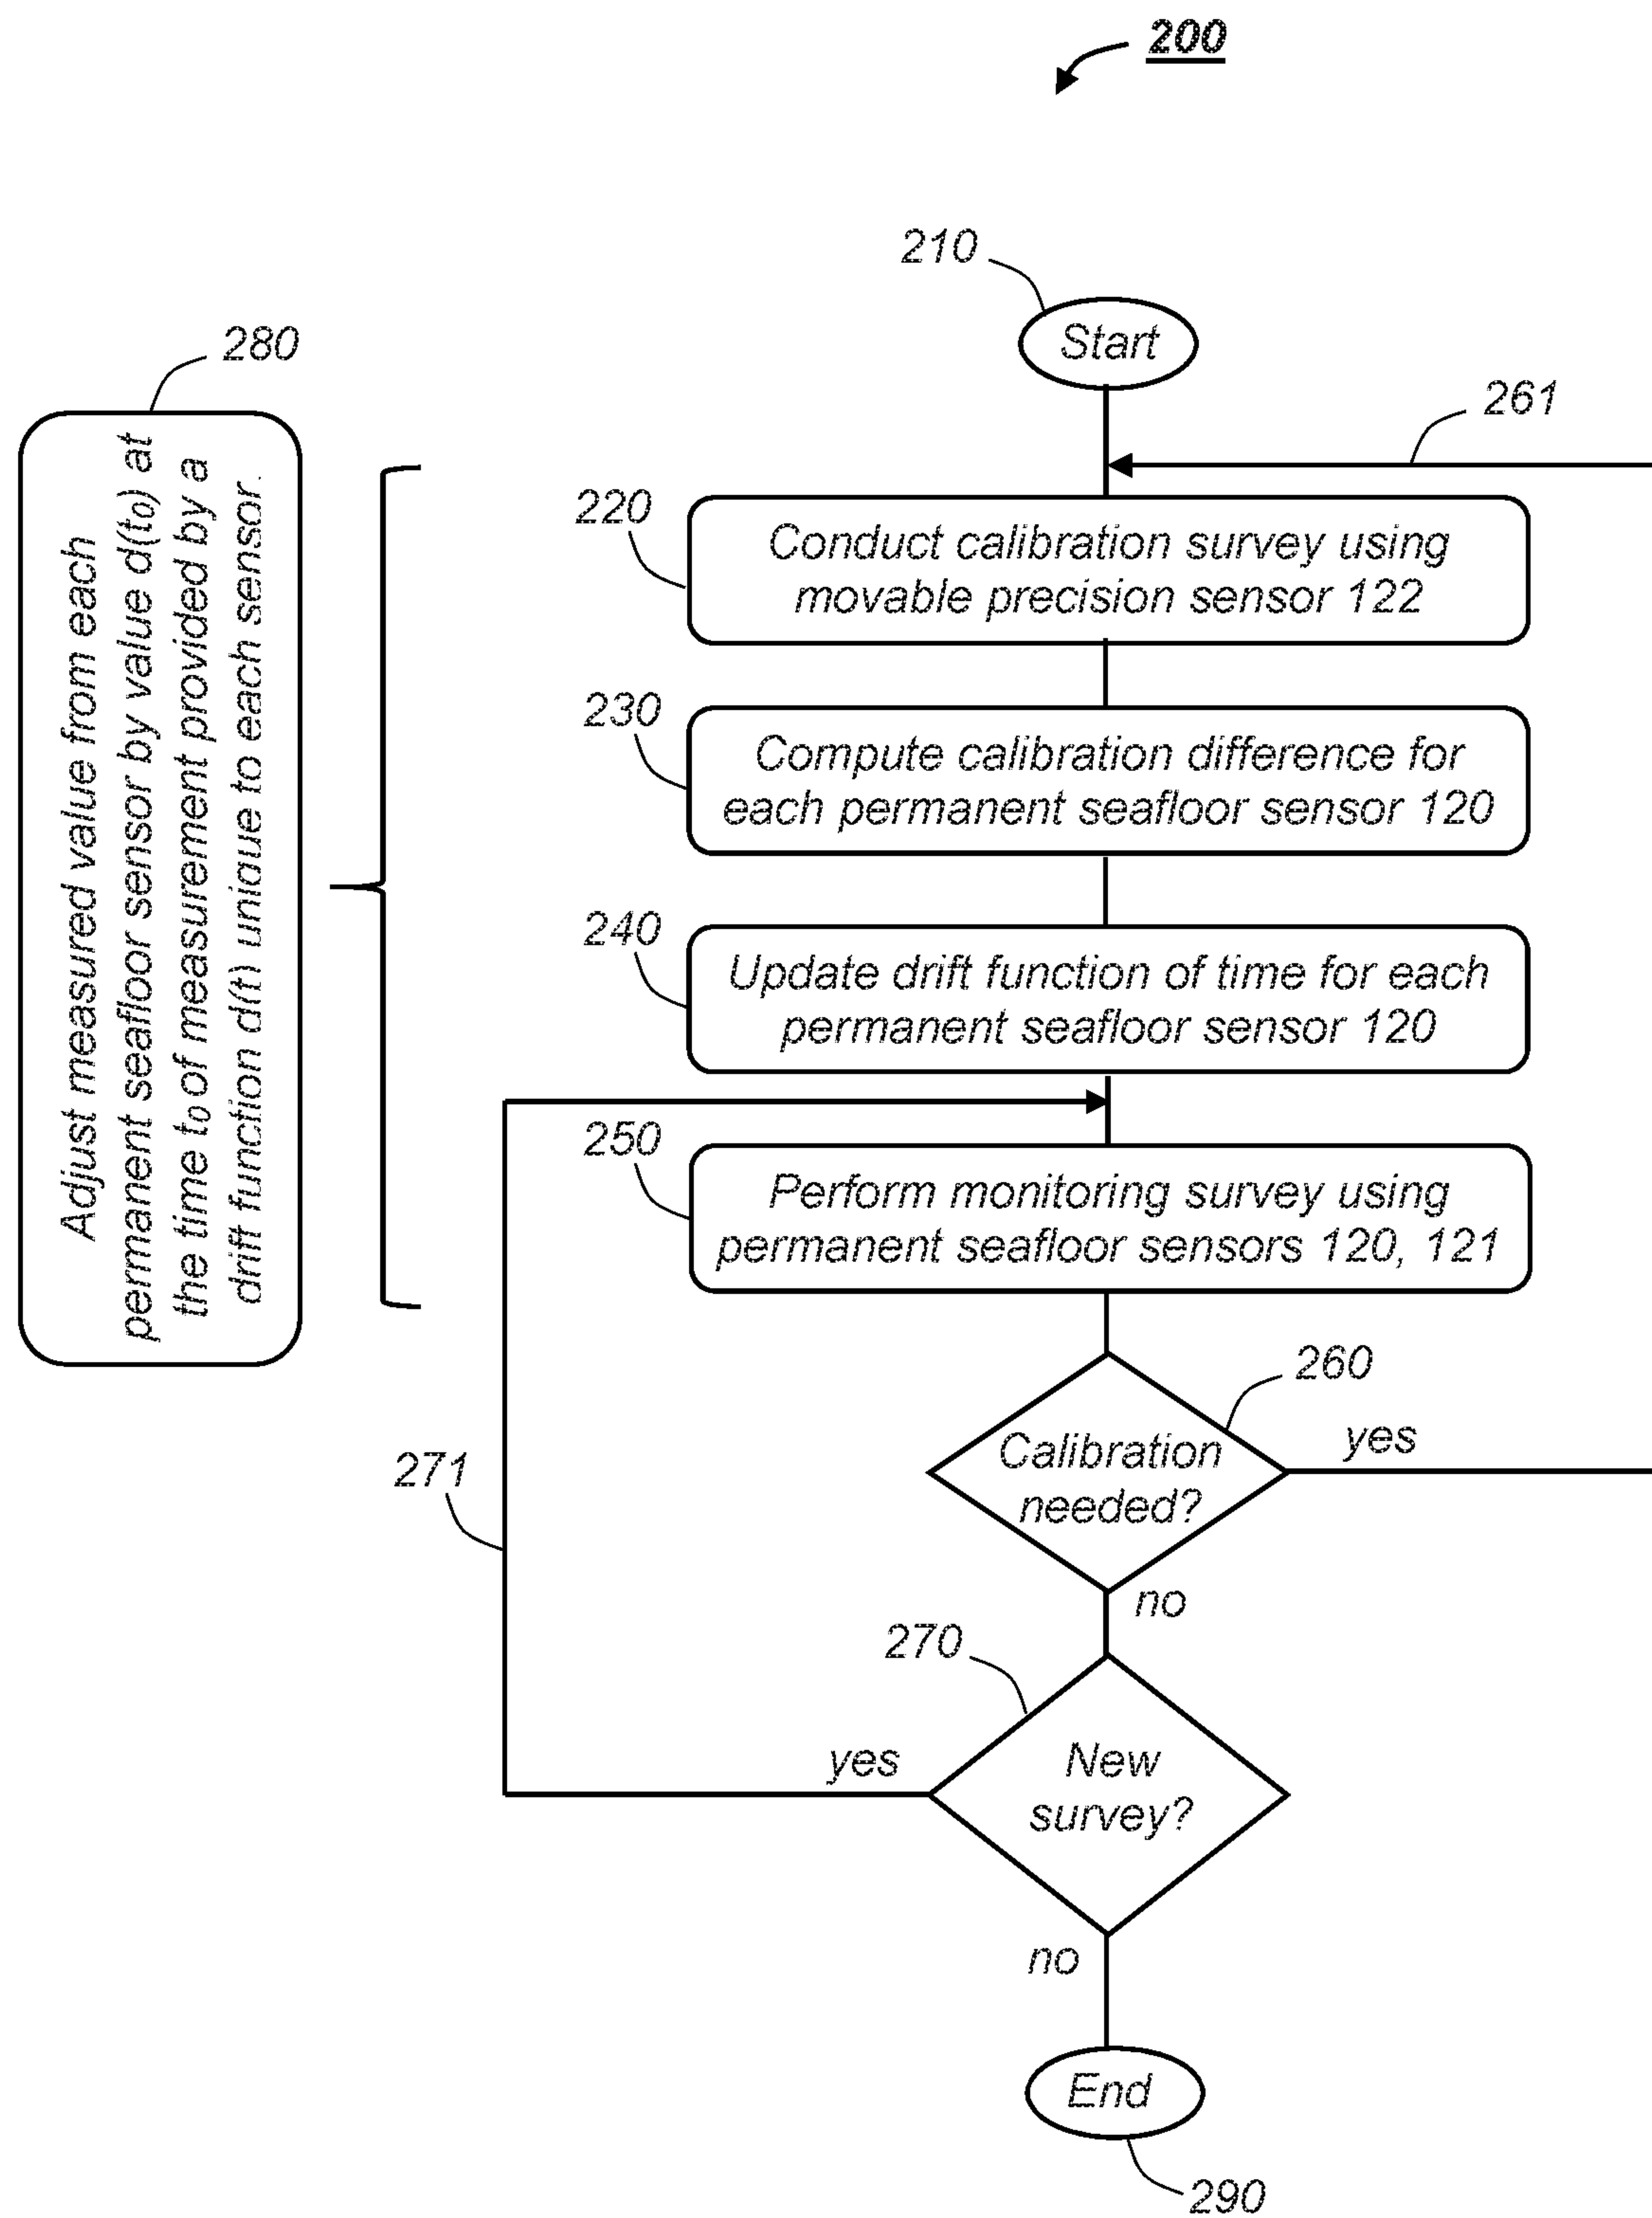 200
210
Start
280
261
Adjust measured value from each
permanent seafloor sensor by value d(t0) at
the time t0 of measurement provided by a
drift function d(t) unique to each sensor.
220
Conduct calibration survey using
movable precision sensor 122
230
Compute calibration difference for
each permanent seafloor sensor 120
240
Update drift function of time for each
permanent seafloor sensor 120
250
Perform monitoring survey using
permanent seafloor sensors 120, 121
260
Calibration
needed?
yes
271
no
270
New
survey?
yes
no
End
290